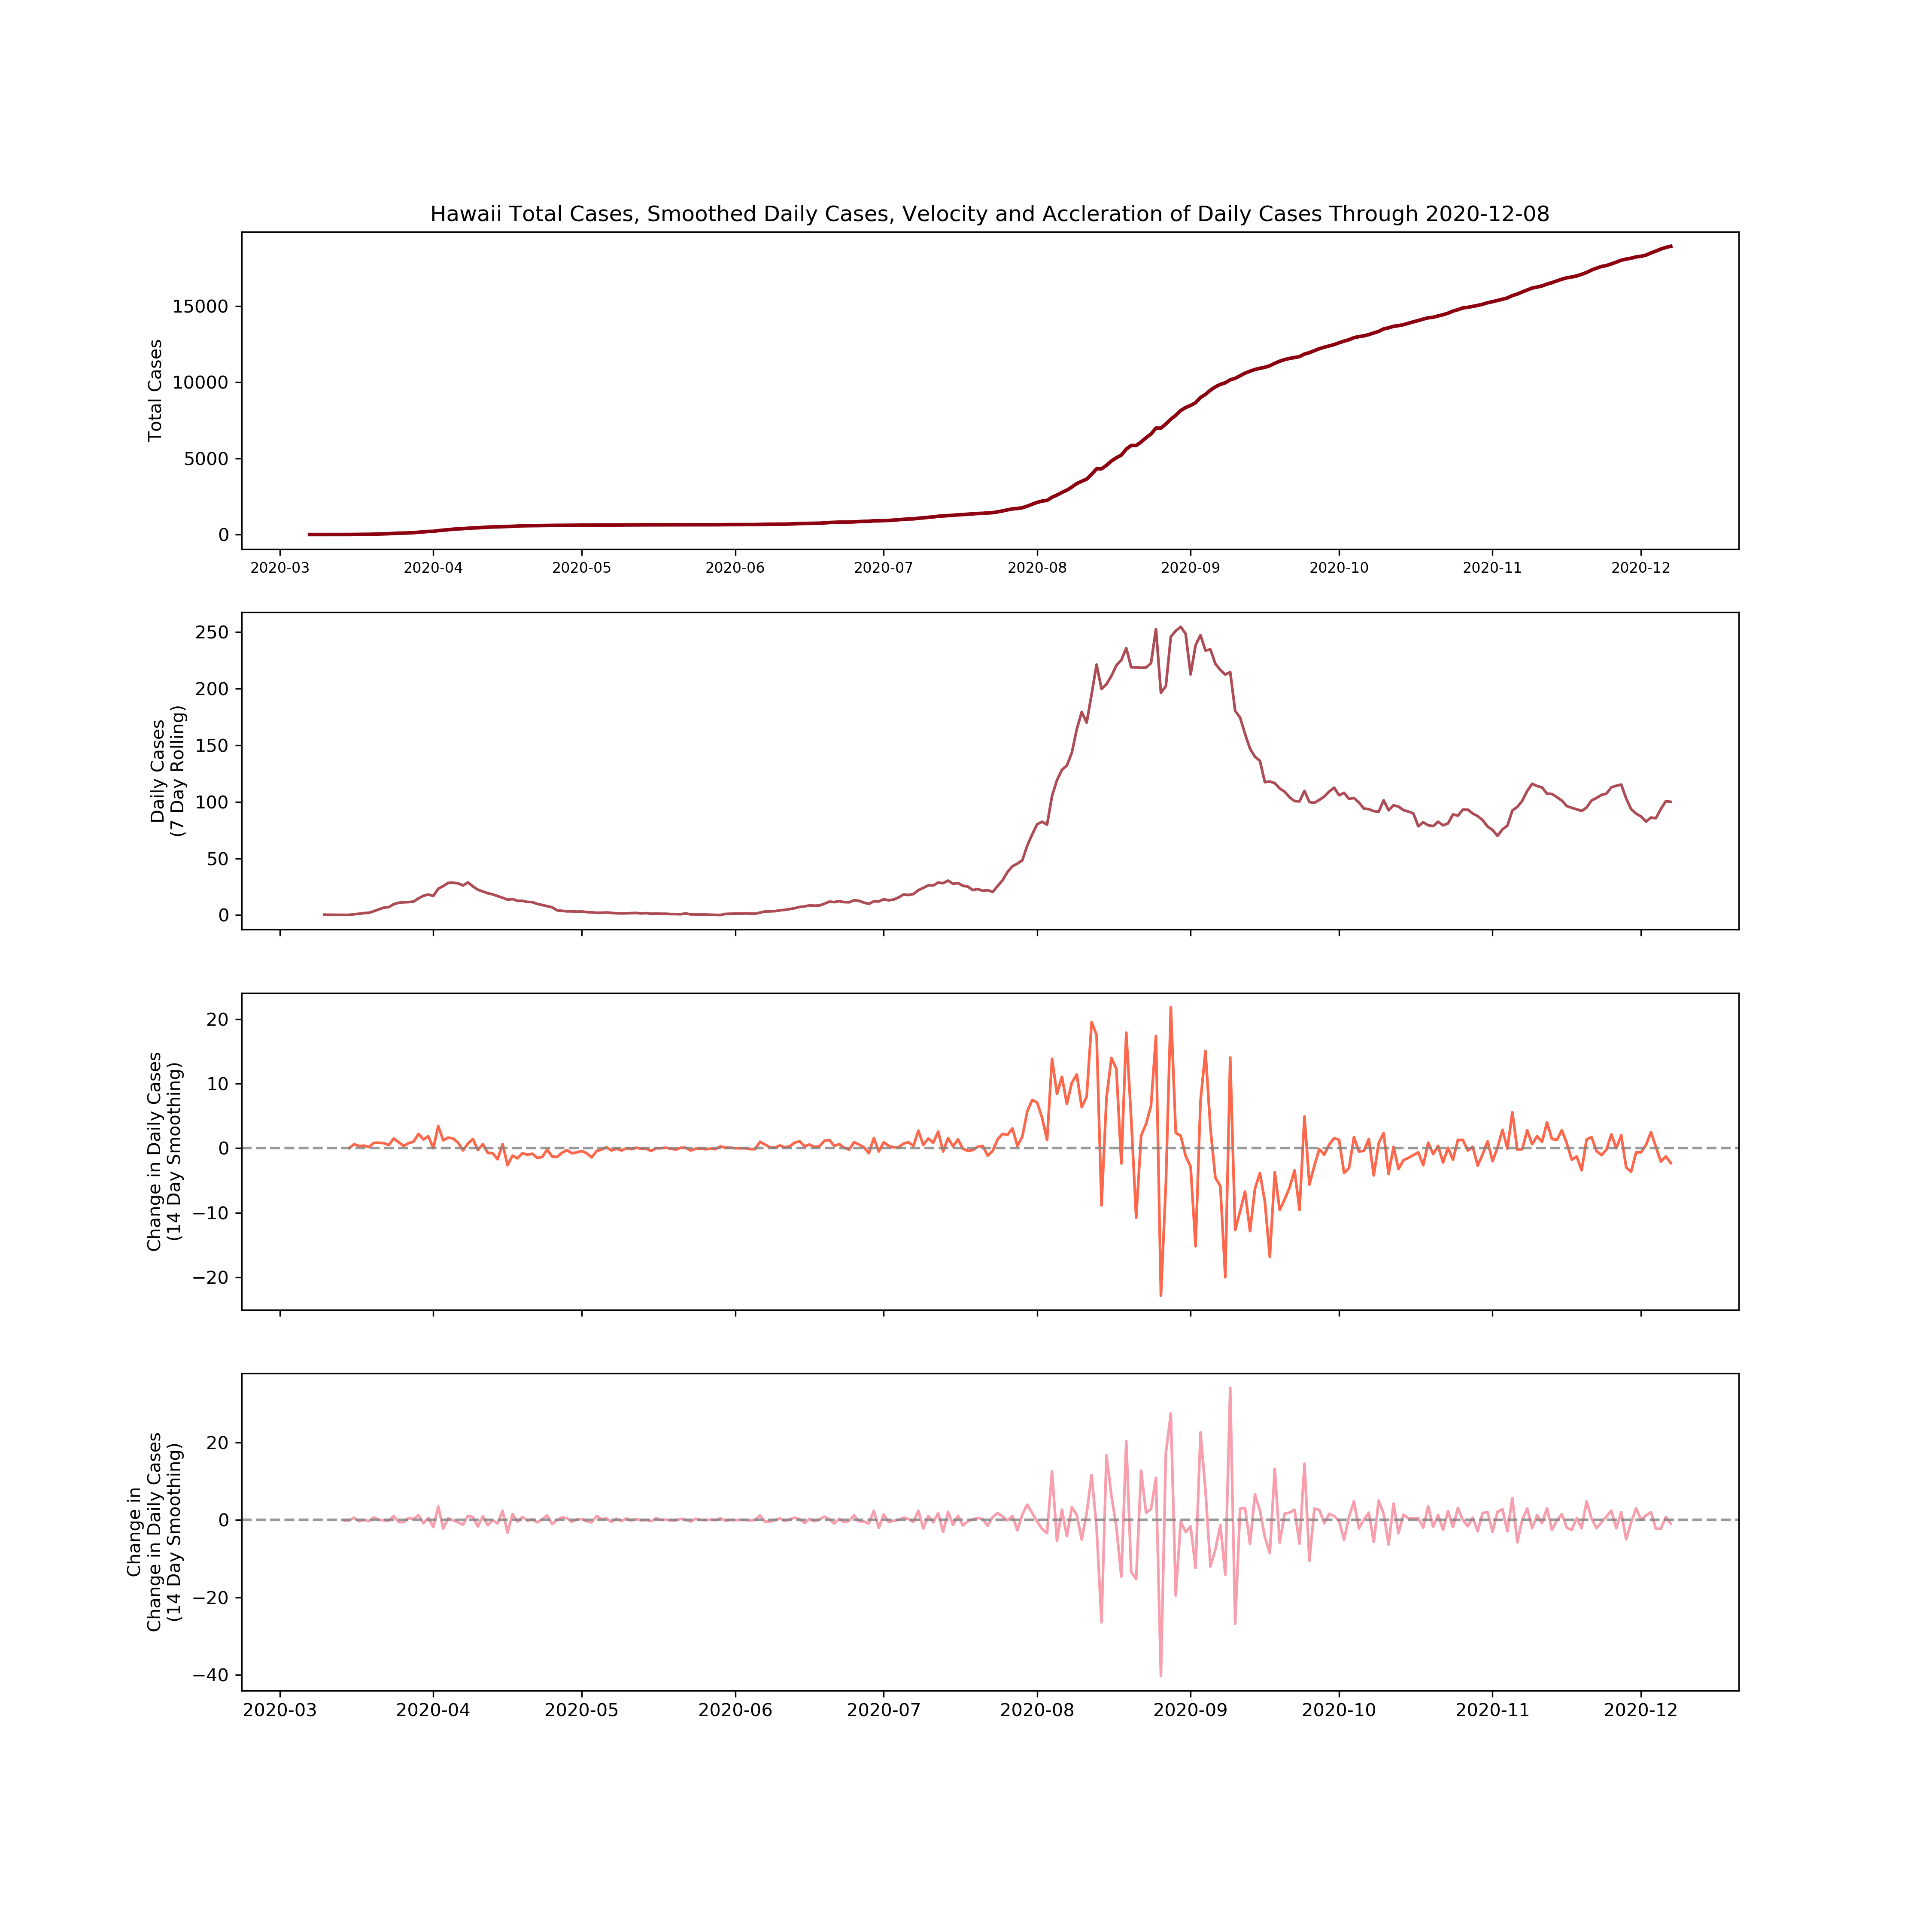 Hawaii Total Cases, Smoothed Daily Cases, Velocity and Accleration of Daily Cases Through 2020-12-08
Total Cases
15000
10000
5000
0
2020-03 2020-04 2020-05 2020-06 2020-07 2020-08 2020-09 2020-10 2020-11 2020-12
Daily Cases
(7 Day Rolling)
250
200
150
100
50
0
Change in Daily Cases
(14 Day Smoothing)
20
10
0
−10
−20
Change in
Change in Daily Cases
(14 Day Smoothing)
20
0
−20
−40
2020-03 2020-04 2020-05 2020-06 2020-07 2020-08 2020-09 2020-10 2020-11 2020-12